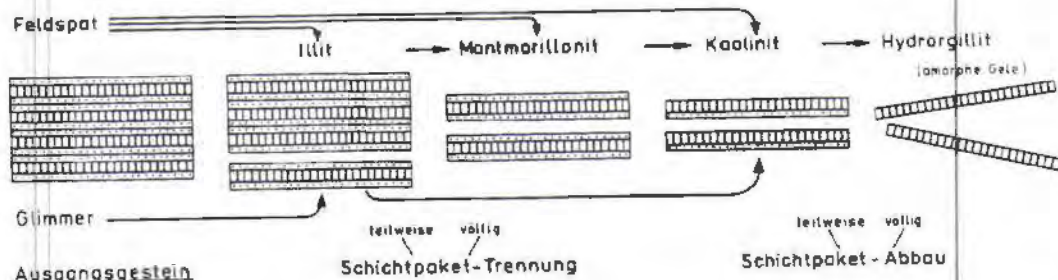 Feldspat
Illit Montmorillonit Kaolinit Hydrargillit
(amorphe Gele)
Glimmer
teilweise völlig
Schichtpaket-Trennung
teilweise völlig
Schichtpaket-Abbau
Ausgangsgestein